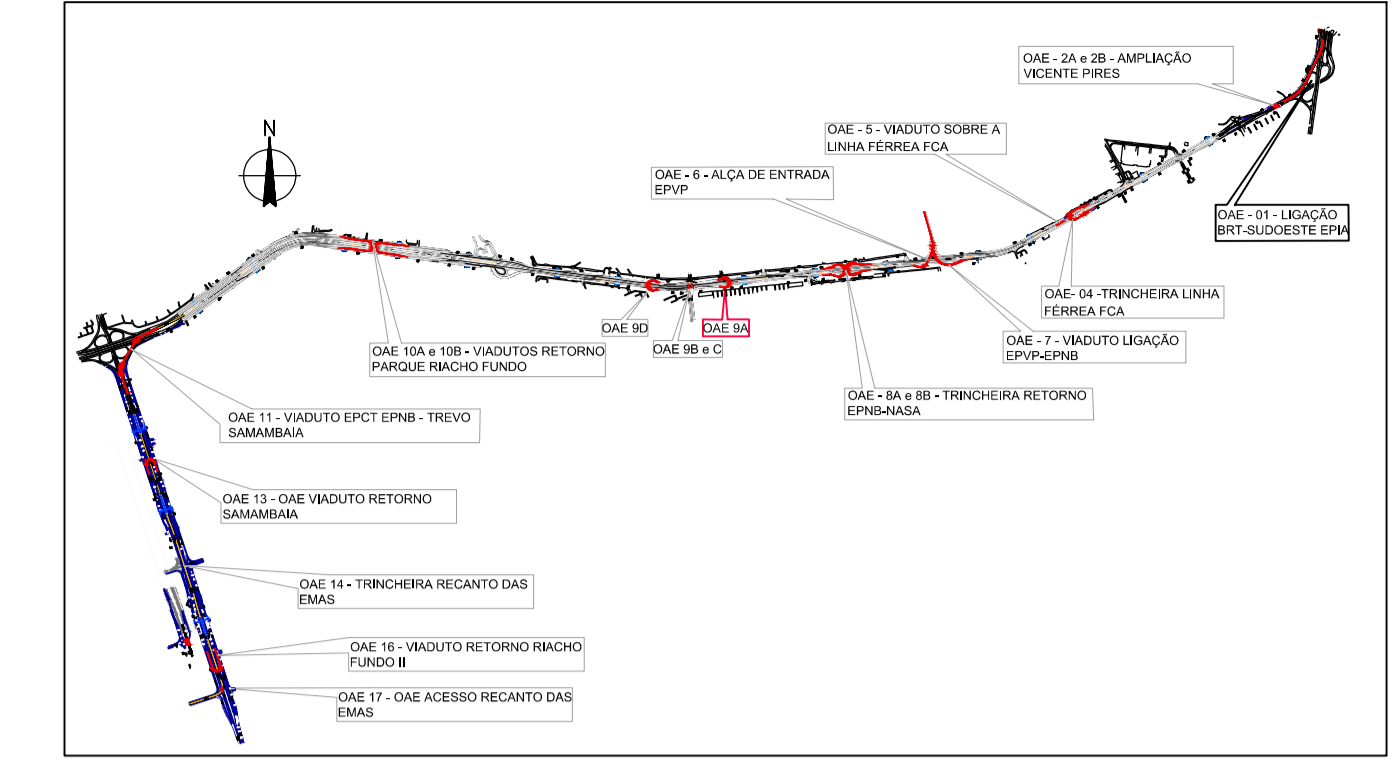 OAE - 2A e 2B - AMPLIAÇÃO
VICENTE PIRES
N
OAE - 5 - VIADUTO SOBRE A
LINHA FÉRREA FCA
OAE - 6 - ALÇA DE ENTRADA
EPVP
OAE - 01 - LIGAÇÃO
BRT-SUDOESTE EPIA
OAE- 04 -TRINCHEIRA LINHA
FÉRREA FCA
OAE 9D
OAE 9A
OAE 9B e C
OAE - 7 - VIADUTO LIGAÇÃO
EPVP-EPNB
OAE 10A e 10B - VIADUTOS RETORNO
PARQUE RIACHO FUNDO
OAE - 8A e 8B - TRINCHEIRA RETORNO
EPNB-NASA
OAE 11 - VIADUTO EPCT EPNB - TREVO
SAMAMBAIA
OAE 13 - OAE VIADUTO RETORNO
SAMAMBAIA
OAE 14 - TRINCHEIRA RECANTO DAS
EMAS
OAE 16 - VIADUTO RETORNO RIACHO
FUNDO II
OAE 17 - OAE ACESSO RECANTO DAS
EMAS